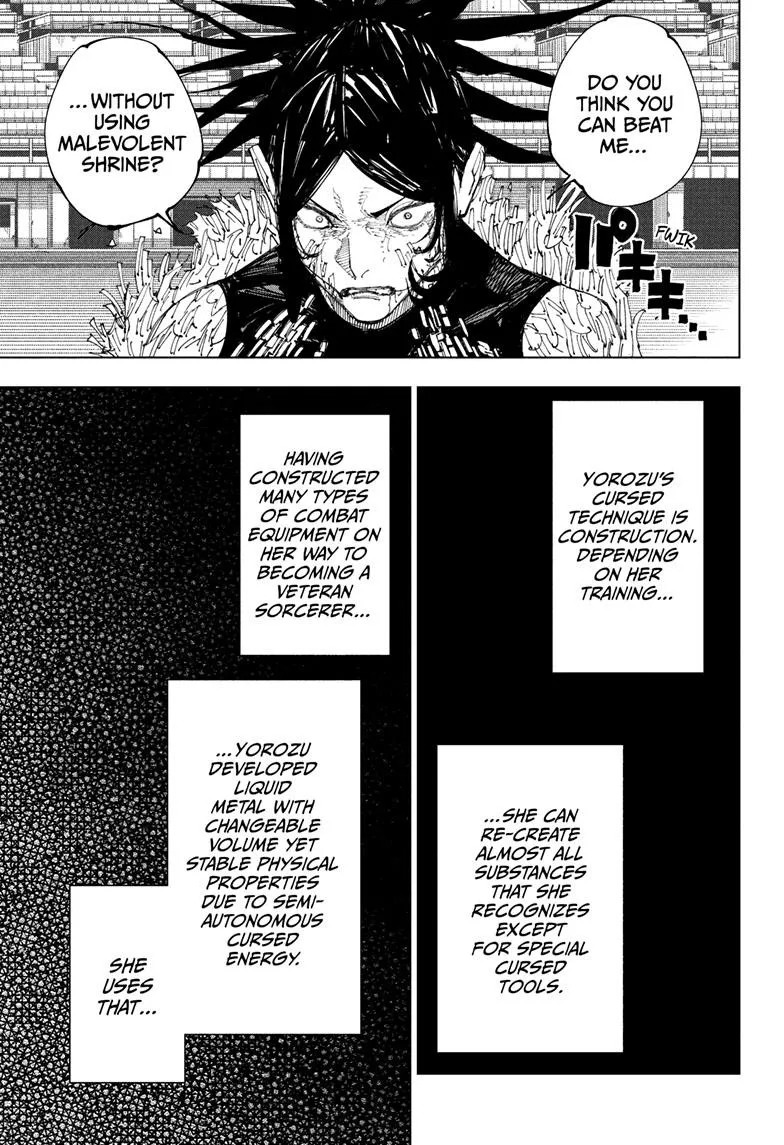 DO YOU
THINK YOU
CAN BEAT
ME...
...WITHOUT
USING
MALEVOLENT
SHRINE?
パキキ...
FWIK
YOROZU'S
CURSED
TECHNIQUE IS
CONSTRUCTION.
DEPENDING
ON HER
TRAINING...
...SHE CAN
RE-CREATE
ALMOST ALL
SUBSTANCES
THAT SHE
RECOGNIZES
EXCEPT
FOR SPECIAL
CURSED
TOOLS.
HAVING
CONSTRUCTED
MANY TYPES
OF COMBAT
EQUIPMENT ON
HER WAY TO
BECOMING A
VETERAN
SORCERER...
...YOROZU
DEVELOPED
LIQUID
METAL WITH
CHANGEABLE
VOLUME YET
STABLE PHYSICAL
PROPERTIES
DUE TO SEMI-
AUTONOMOUS
CURSED
ENERGY.
SHE
USES
THAT...